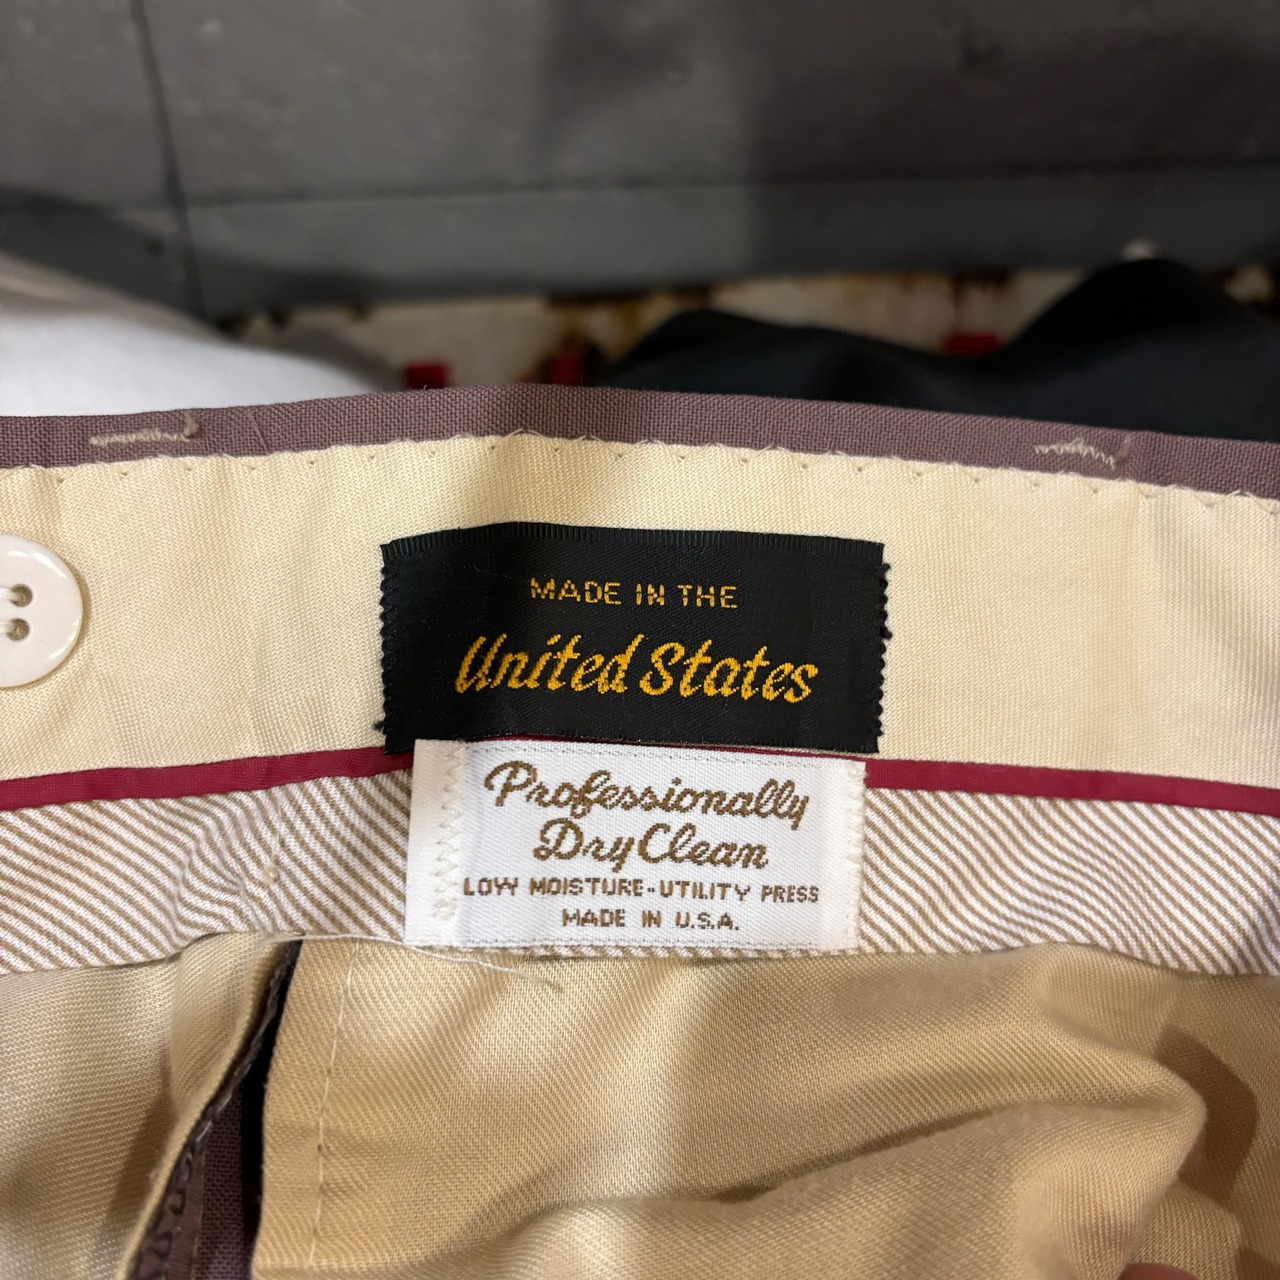 MADE IN THE
United States
Professionally
Dry Clean
LOW MOISTURE-UTILITY PRESS
MADE IN U.S.A.